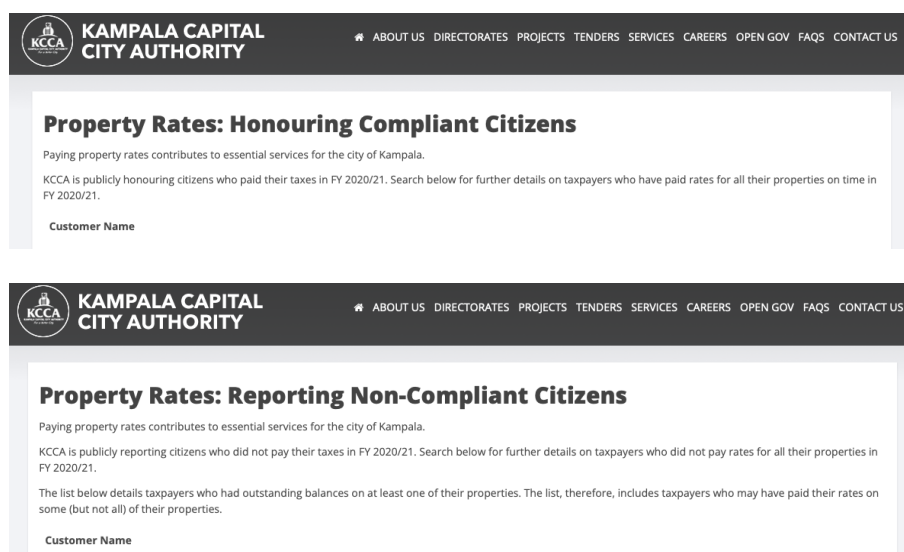 KCCA
KAMPALA CAPITAL
CITY AUTHORITY
ABOUT US DIRECTORATES PROJECTS TENDERS SERVICES CAREERS OPEN GOV FAQS CONTACT US
Property Rates: Honouring Compliant Citizens
Paying property rates contributes to essential services for the city of Kampala.
KCCA is publicly honouring citizens who paid their taxes in FY 2020/21. Search below for further details on taxpayers who have paid rates for all their properties on time in
FY 2020/21.
Customer Name
KCCA
KAMPALA CAPITAL
CITY AUTHORITY
ABOUT US DIRECTORATES PROJECTS TENDERS SERVICES CAREERS OPEN GOV FAQS CONTACT US
Property Rates: Reporting Non-Compliant Citizens
Paying property rates contributes to essential services for the city of Kampala.
KCCA is publicly reporting citizens who did not pay their taxes in FY 2020/21. Search below for further details on taxpayers who did not pay rates for all their properties in
FY 2020/21.
The list below details taxpayers who had outstanding balances on at least one of their properties. The list, therefore, includes taxpayers who may have paid their rates on
some (but not all) of their properties.
Customer Name